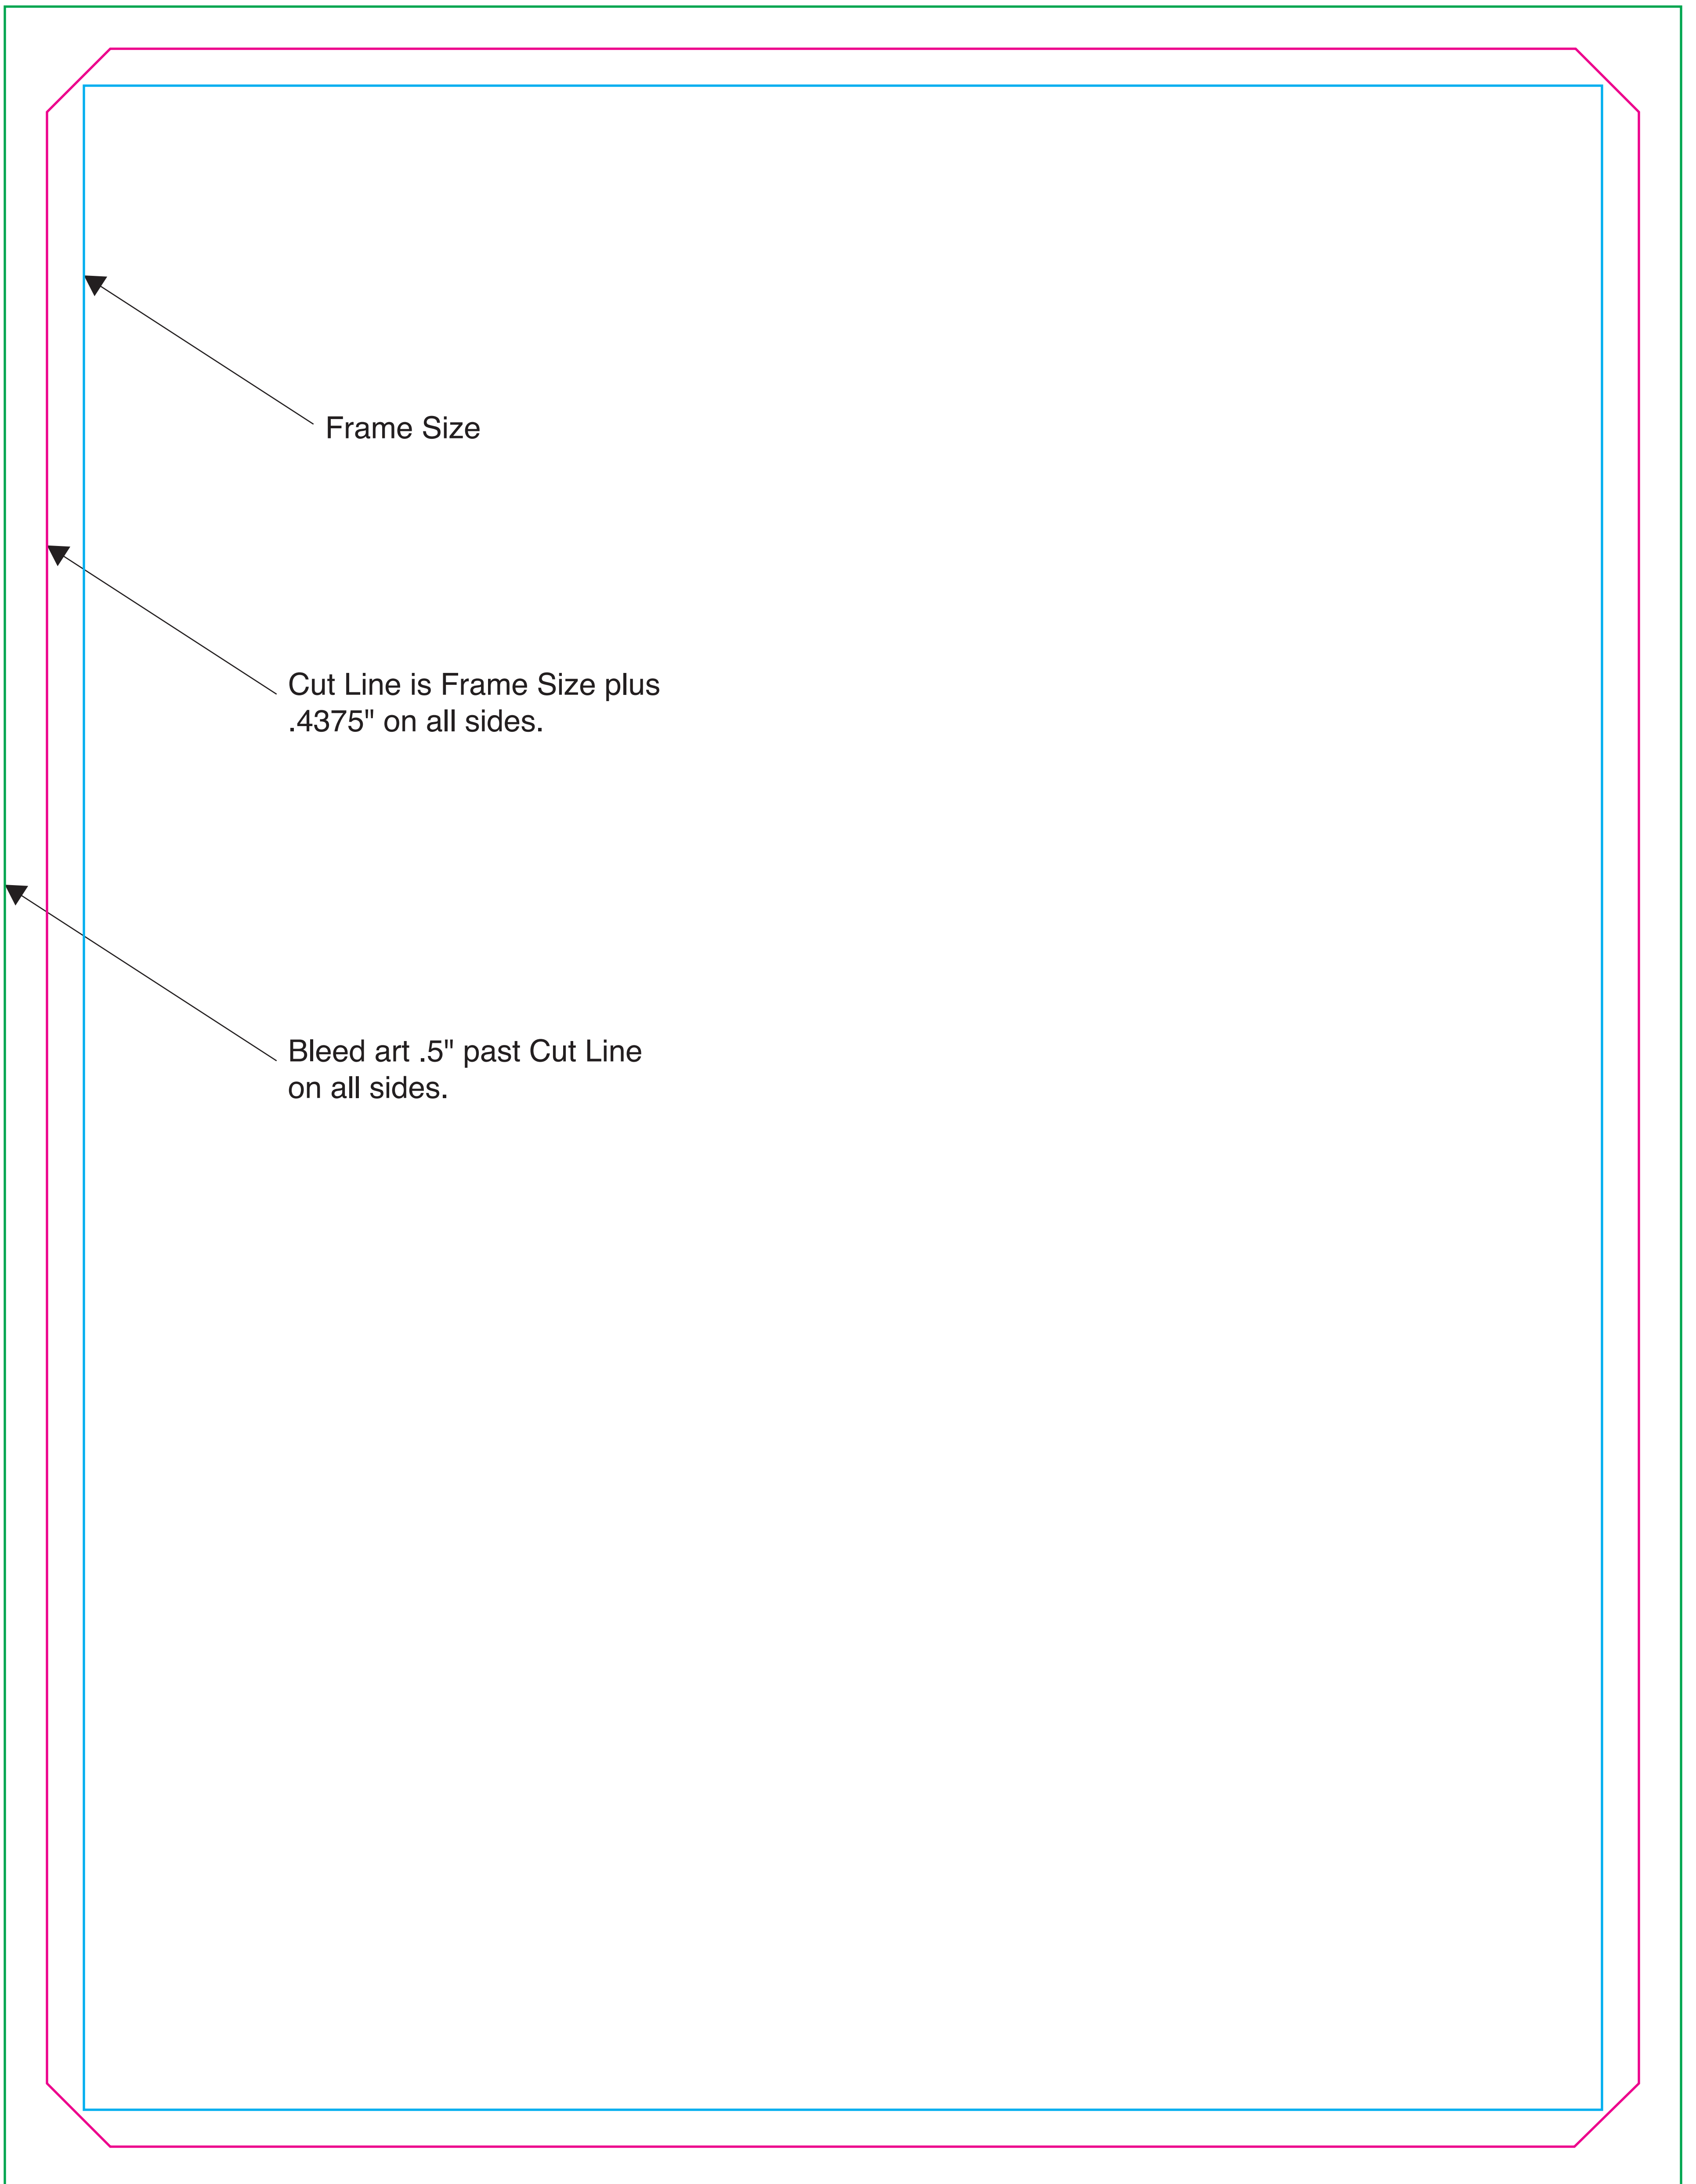 Frame Size
Cut Line is Frame Size plus
.4375" on all sides.
Bleed art .5" past Cut Line
on all sides.